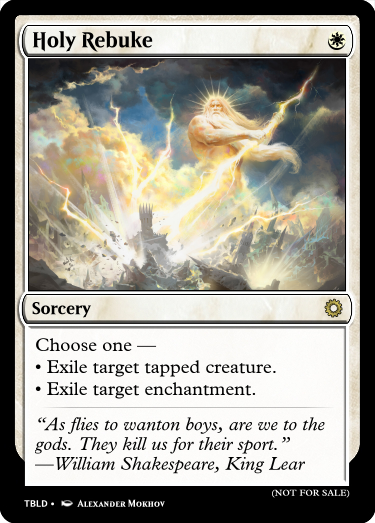 Holy Rebuke
Sorcery
Choose one —
• Exile target tapped creature.
• Exile target enchantment.
“As flies to wanton boys, are we to the
gods. They kill us for their sport.”
—William Shakespeare, King Lear
(NOT FOR SALE)
TBLD • Alexander Mokhov